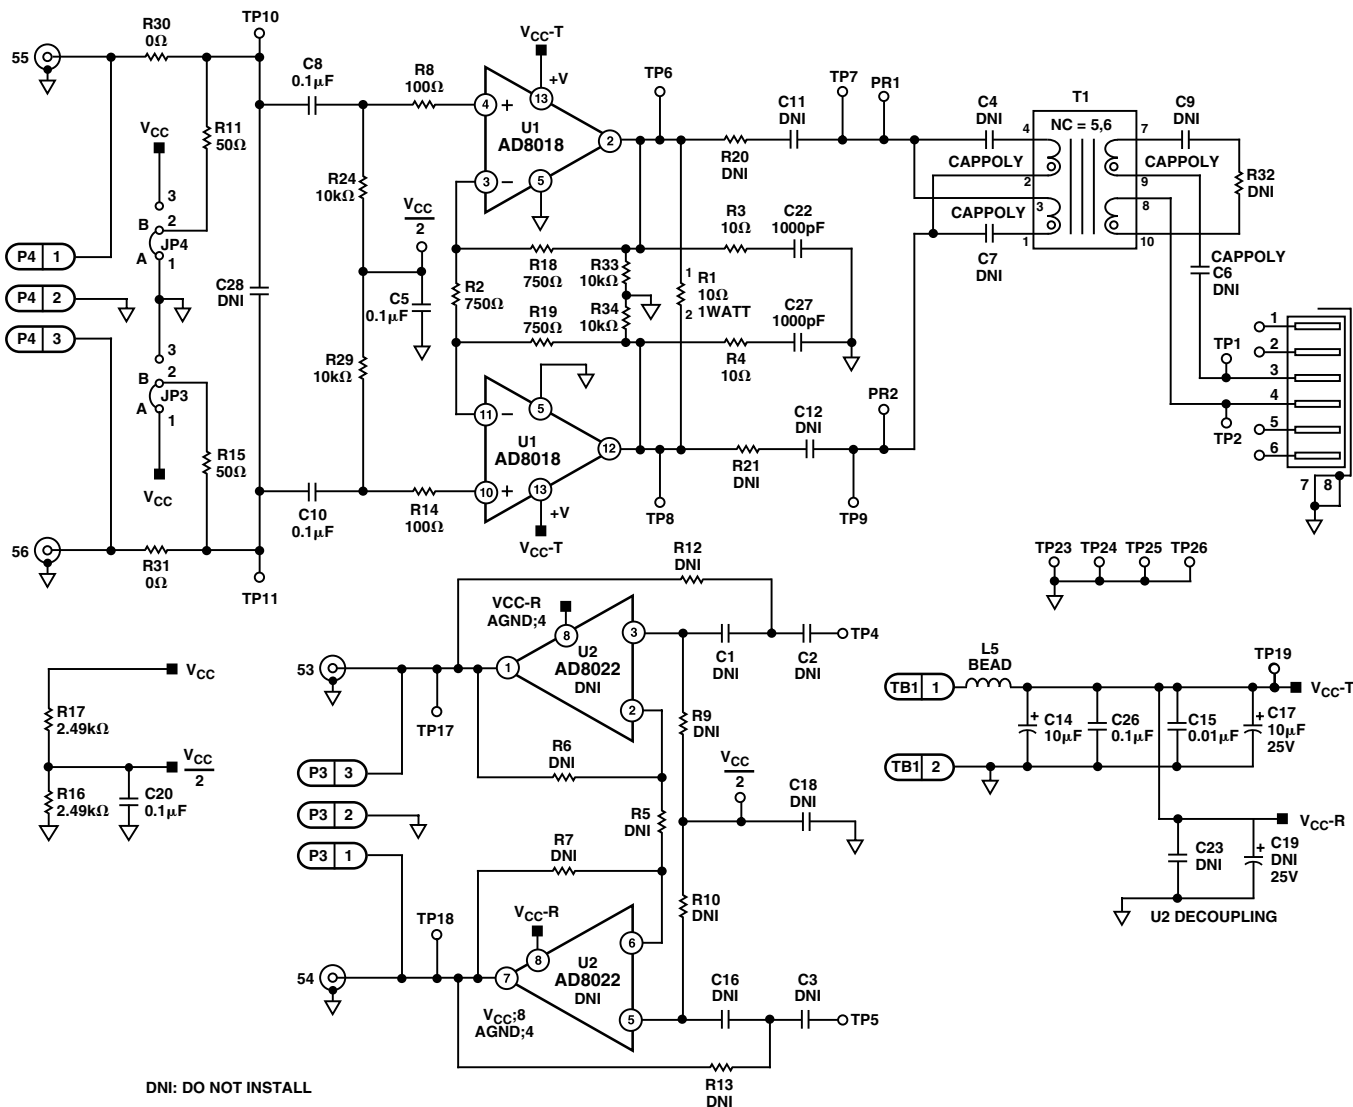 TP10
R30
0Ω
55
VCC
R11
50Ω
3
B
2
JP4
A
1
P4 1
P4 2
P4 3
3
B
2
JP3
A
1
VCC
R15
50Ω
56
R31
0Ω
TP11
C28
DNI
C8
0.1µF
R8
100Ω
R24
10kΩ
VCC
2
C5
0.1µF
R29
10kΩ
C10
0.1µF
R14
100Ω
VCC-T
+V
13
4
+
U1
AD8018
2
3
–
5
R18
750Ω
R2
750Ω
R19
750Ω
R33
10kΩ
R34
10kΩ
5
11
–
U1
AD8018
12
10
+
13
+V
VCC-T
TP6
R20
DNI
C11
DNI
TP7
PR1
R3
10Ω
C22
1000pF
1
R1
10Ω
1WATT
2
C27
1000pF
R4
10Ω
PR2
C12
DNI
R21
DNI
TP8
TP9
C4
DNI
CAPPOLY
CAPPOLY
C7
DNI
T1
NC = 5,6
4
2
3
1
7
9
8
10
C9
DNI
CAPPOLY
R32
DNI
CAPPOLY
C6
DNI
TP1
TP2
1
2
3
4
5
6
7
8
TP23
TP24
TP25
TP26
R12
DNI
VCC-R
AGND;4
8
3
U2
AD8022
DNI
1
2
C1
DNI
C2
DNI
TP4
53
TP17
R6
DNI
R9
DNI
P3 3
P3 2
P3 1
R5
DNI
VCC
2
C18
DNI
R7
DNI
R10
DNI
TP18
VCC-R
8
6
U2
AD8022
DNI
7
5
VCC;8
AGND;4
54
C16
DNI
C3
DNI
TP5
R13
DNI
VCC
R17
2.49kΩ
VCC
2
R16
2.49kΩ
C20
0.1µF
L5
BEAD
TB1 1
TP19
VCC-T
+
C14
10µF
C26
0.1µF
C15
0.01µF
+
C17
10µF
25V
TB1 2
VCC-R
C23
DNI
+
C19
DNI
25V
U2 DECOUPLING
DNI: DO NOT INSTALL